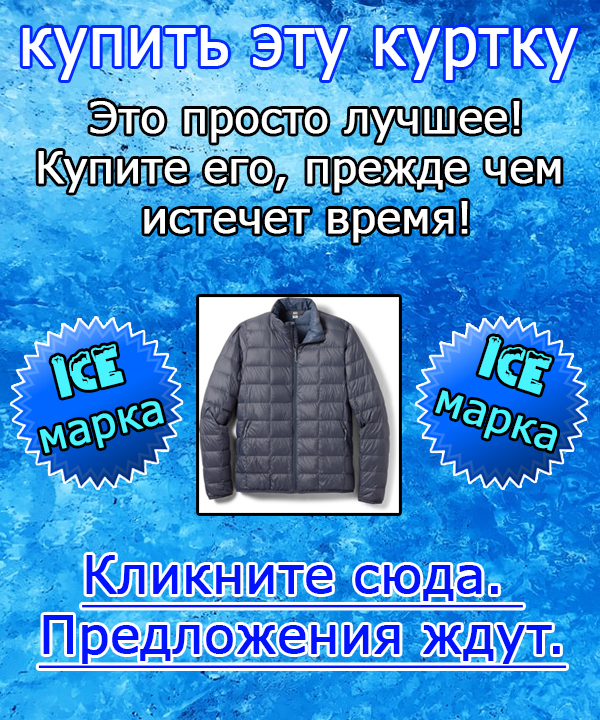 купить эту куртку
Это просто лучшее!
Купите его, прежде чем
истечет время!
ICE
марка
ICE
марка
Кликните сюда.
Предложения ждут.